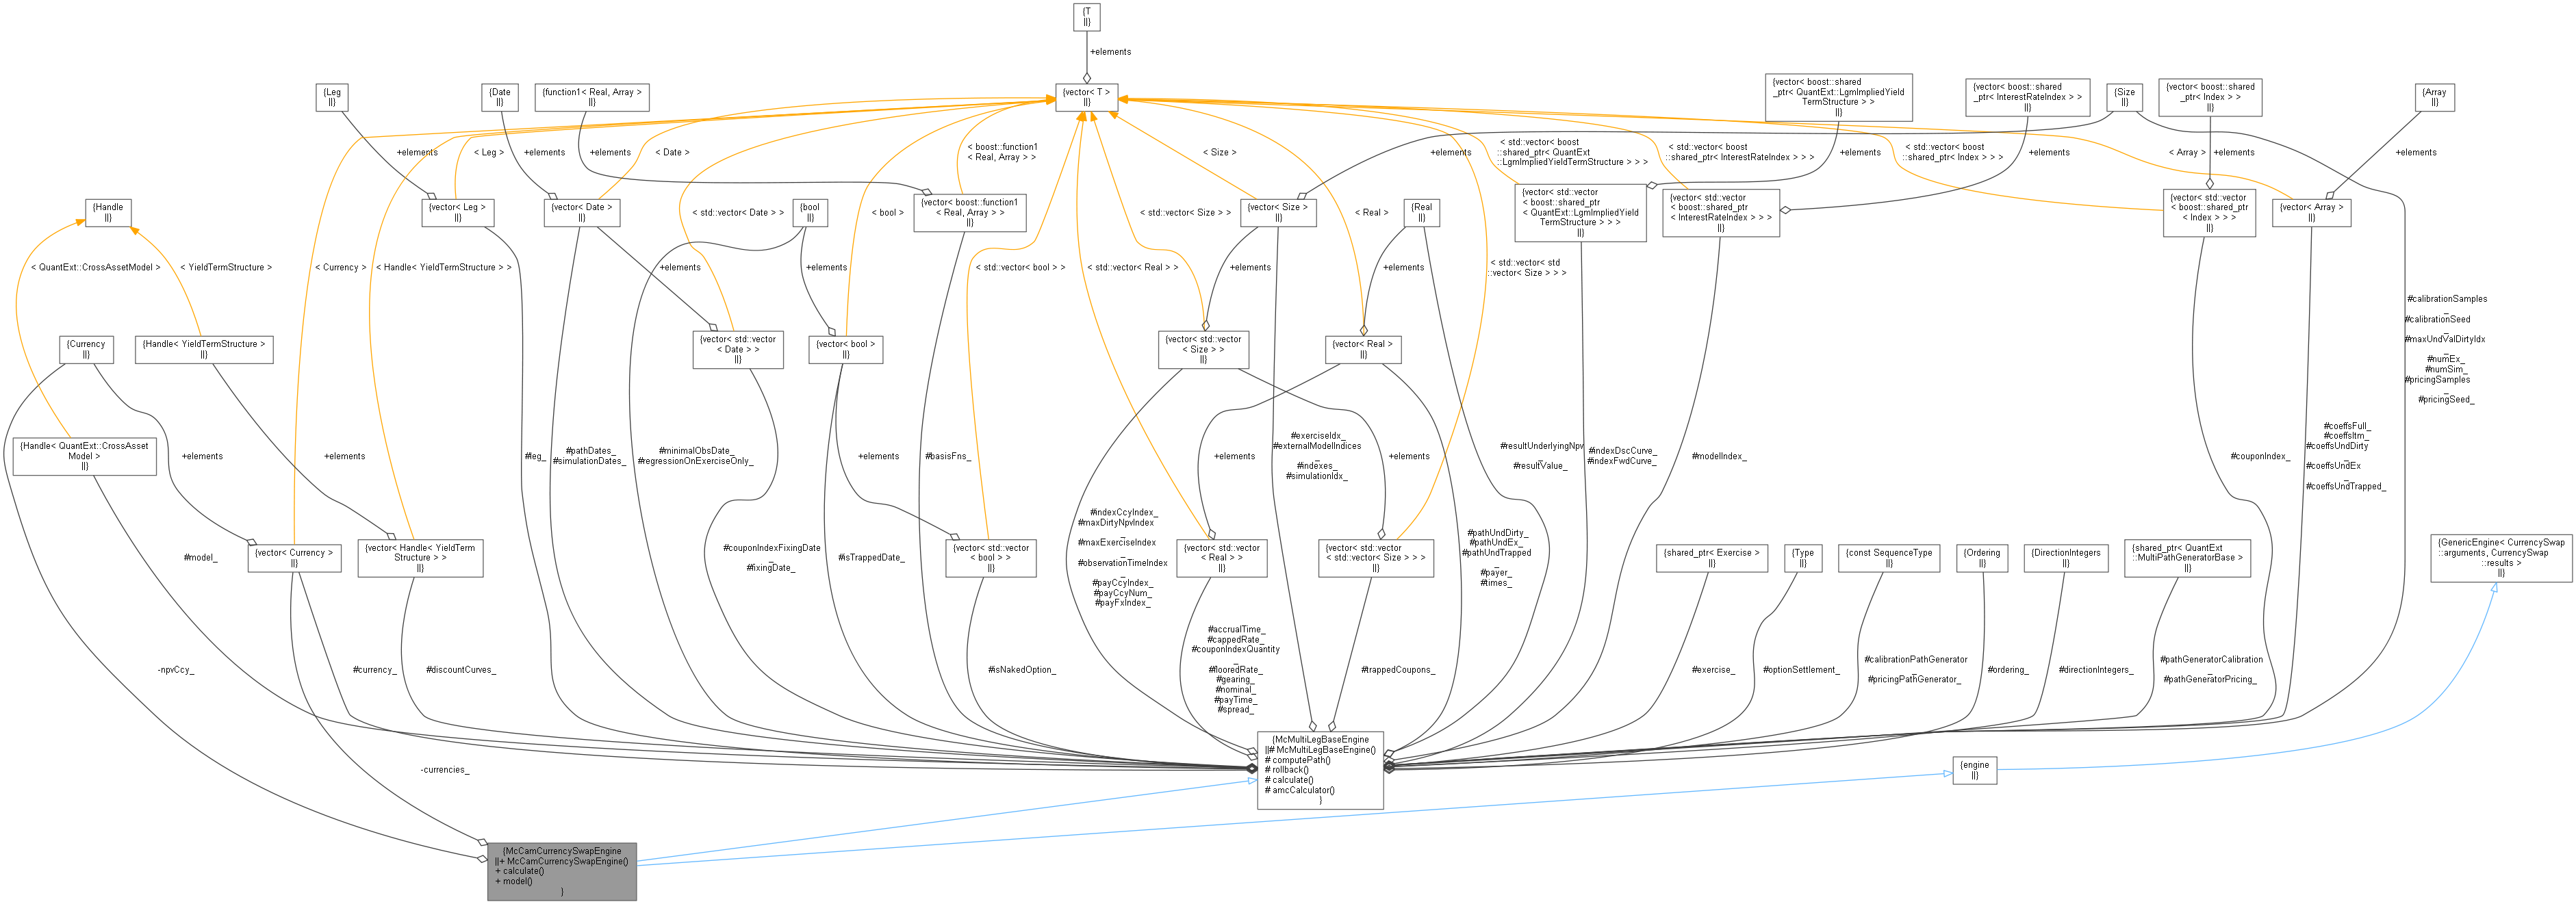 {T
||}
+elements
{Leg
||}
{Date
||}
{function1< Real, Array >
||}
{vector< T >
||}
{vector< boost::shared
_ptr< QuantExt::LgmImpliedYield
TermStructure > >
||}
{vector< boost::shared
_ptr< InterestRateIndex > >
||}
{Size
||}
{vector< boost::shared
_ptr< Index > >
||}
{Array
||}
+elements
< Leg >
+elements
+elements
< Date >
< boost::function1
< Real, Array > >
< Size >
+elements
< std::vector< boost
::shared_ptr< QuantExt
::LgmImpliedYieldTermStructure > > >
< std::vector< boost
::shared_ptr< InterestRateIndex > > >
+elements
+elements
< std::vector< boost
::shared_ptr< Index > > >
+elements
< Array >
+elements
{Handle
||}
{vector< Leg >
||}
{vector< Date >
||}
< std::vector< Date > >
{bool
||}
< bool >
{vector< boost::function1
< Real, Array > >
||}
< std::vector< Size > >
{vector< Size >
||}
< Real >
{Real
||}
{vector< std::vector
< boost::shared_ptr
< QuantExt::LgmImpliedYield
TermStructure > > >
||}
{vector< std::vector
< boost::shared_ptr
< InterestRateIndex > > >
||}
{vector< std::vector
< boost::shared_ptr
< Index > > >
||}
{vector< Array >
||}
< QuantExt::CrossAssetModel >
< YieldTermStructure >
< Currency >
< Handle< YieldTermStructure > >
+elements
+elements
< std::vector< bool > >
< std::vector< Real > >
+elements
+elements
< std::vector< std
::vector< Size > > >
{Currency
||}
{Handle< YieldTermStructure >
||}
{vector< std::vector
< Date > >
||}
{vector< bool >
||}
{vector< std::vector
< Size > >
||}
{vector< Real >
||}
#calibrationSamples
_
#calibrationSeed
_
#maxUndValDirtyIdx
_
#numEx_
#numSim_
#pricingSamples
_
#pricingSeed_
{Handle< QuantExt::CrossAsset
Model >
||}
+elements
+elements
#leg_
#pathDates_
#simulationDates_
#minimalObsDate_
#regressionOnExerciseOnly_
+elements
#basisFns_
+elements
#exerciseIdx_
#externalModelIndices
_
#indexes_
#simulationIdx_
+elements
#resultUnderlyingNpv
_
#resultValue_
#indexDscCurve_
#indexFwdCurve_
#modelIndex_
#couponIndex_
#coeffsFull_
#coeffsItm_
#coeffsUndDirty
_
#coeffsUndEx
_
#coeffsUndTrapped_
#model_
{vector< Currency >
||}
{vector< Handle< YieldTerm
Structure > >
||}
#couponIndexFixingDate
_
#fixingDate_
#isTrappedDate_
{vector< std::vector
< bool > >
||}
#indexCcyIndex_
#maxDirtyNpvIndex
_
#maxExerciseIndex
_
#observationTimeIndex
_
#payCcyIndex_
#payCcyNum_
#payFxIndex_
{vector< std::vector
< Real > >
||}
{vector< std::vector
< std::vector< Size > > >
||}
#pathUndDirty_
#pathUndEx_
#pathUndTrapped
_
#payer_
#times_
{shared_ptr< Exercise >
||}
{Type
||}
{const SequenceType
||}
{Ordering
||}
{DirectionIntegers
||}
{shared_ptr< QuantExt
::MultiPathGeneratorBase >
||}
{GenericEngine< CurrencySwap
::arguments, CurrencySwap
::results >
||}
-npvCcy_
#currency_
#discountCurves_
#isNakedOption_
#accrualTime_
#cappedRate_
#couponIndexQuantity
_
#flooredRate_
#gearing_
#nominal_
#payTime_
#spread_
#trappedCoupons_
#exercise_
#optionSettlement_
#calibrationPathGenerator
_
#pricingPathGenerator_
#ordering_
#directionIntegers_
#pathGeneratorCalibration
_
#pathGeneratorPricing_
-currencies_
{McMultiLegBaseEngine
||# McMultiLegBaseEngine()
# computePath()
# rollback()
# calculate()
# amcCalculator()
}
{engine
||}
{McCamCurrencySwapEngine
||+ McCamCurrencySwapEngine()
+ calculate()
+ model()
}